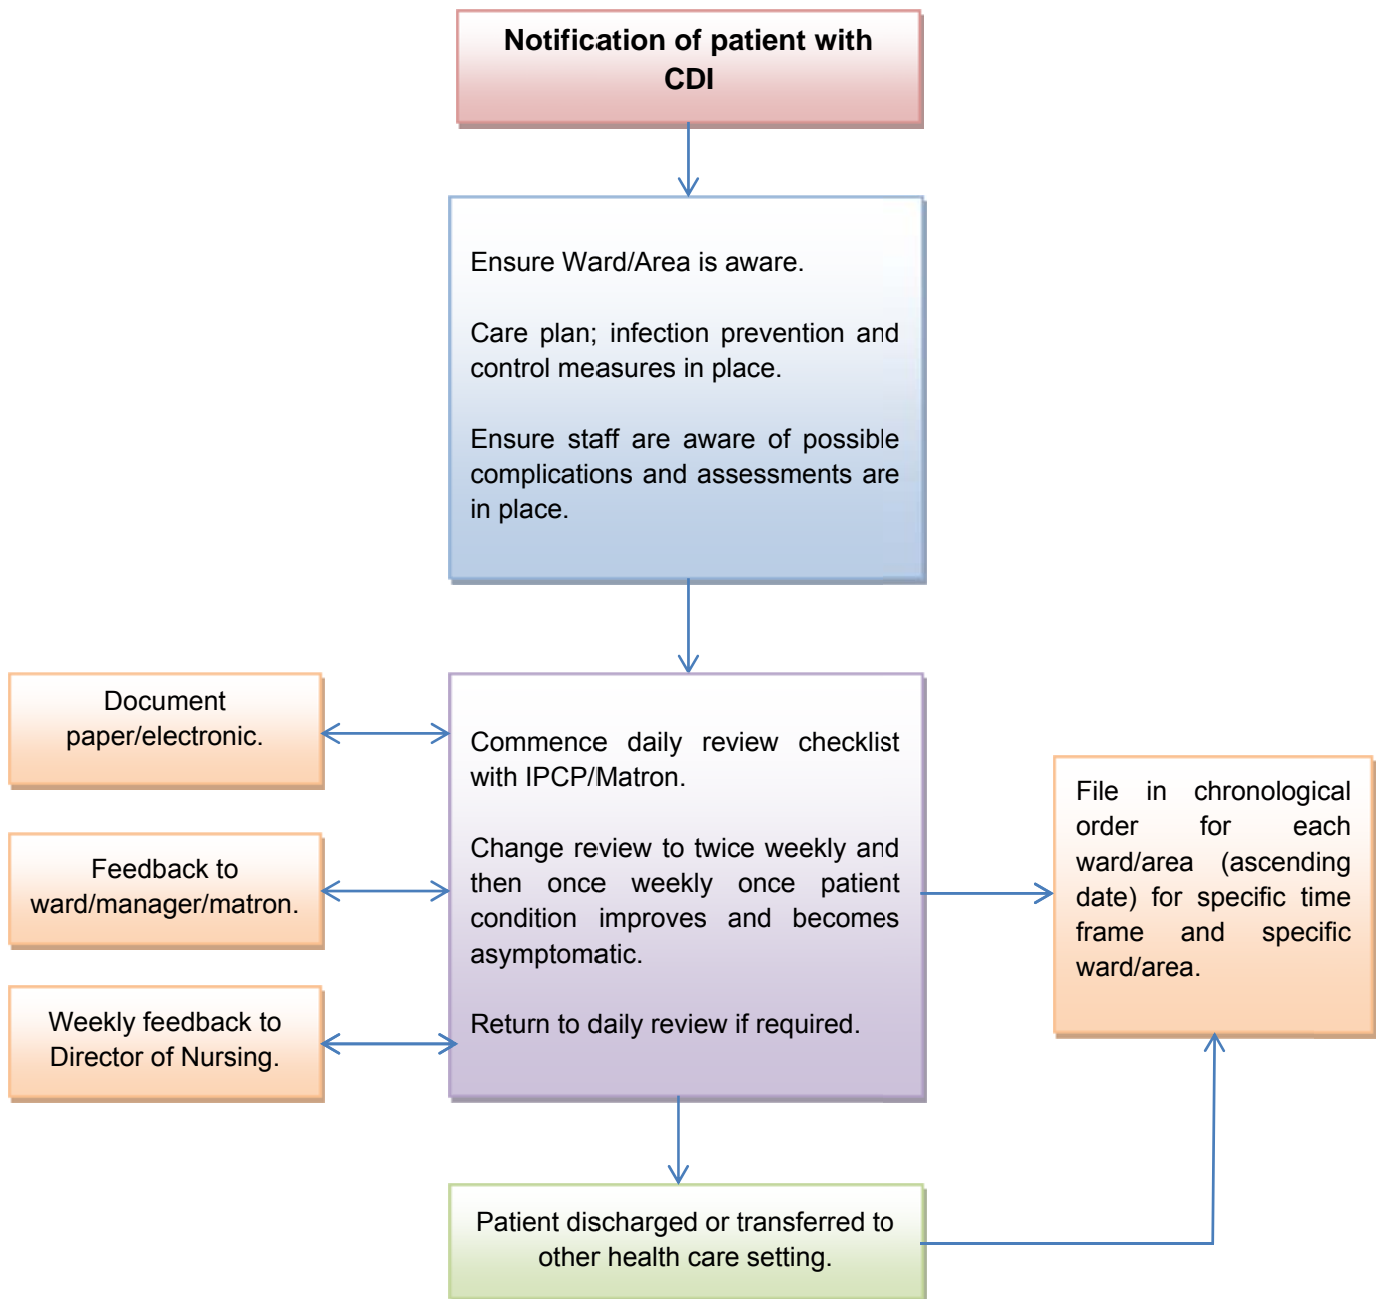 Notification of patient with
CDI
Ensure Ward/Area is aware.
Care plan; infection prevention and
control measures in place.
Ensure staff are aware of possible
complications and assessments are
in place.
Document
paper/electronic.
Feedback to
ward/manager/matron.
Weekly feedback to
Director of Nursing.
Commence daily review checklist
with IPCP/Matron.
Change review to twice weekly and
then once weekly once patient
condition improves and becomes
asymptomatic.
Return to daily review if required.
File in chronological
order for each
ward/area (ascending
date) for specific time
frame and specific
ward/area.
Patient discharged or transferred to
other health care setting.